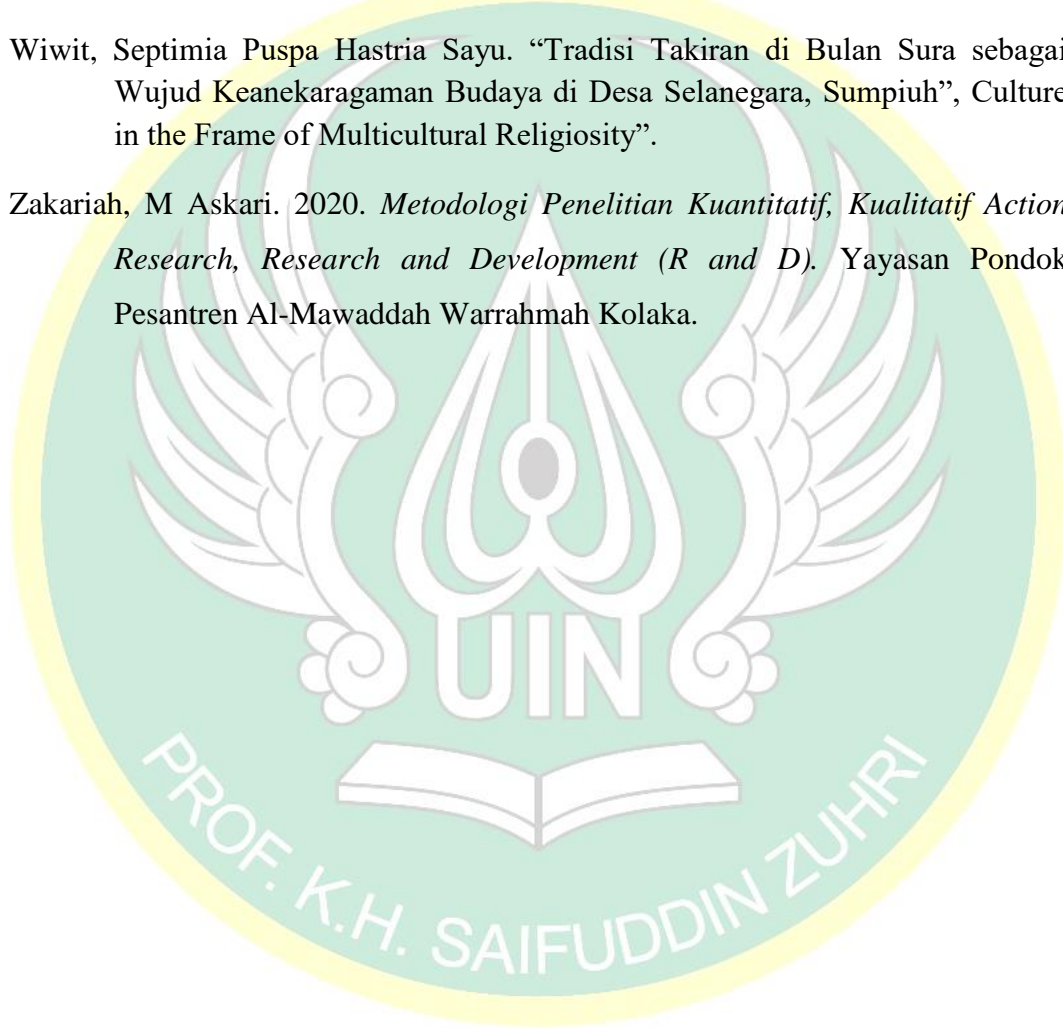 Wiwit, Septimia Puspa Hastria Sayu. “Tradisi Takiran di Bulan Sura sebagai
Wujud Keanekaragaman Budaya di Desa Selanegara, Sumpiuh”, Culture
in the Frame of Multicultural Religiosity”.
Zakariah, M Askari. 2020. Metodologi Penelitian Kuantitatif, Kualitatif Action
Research, Research and Development (R and D). Yayasan Pondok
Pesantren Al-Mawaddah Warrahmah Kolaka.
UIN
PROF. K.H. SAIFUDDIN ZUHRI